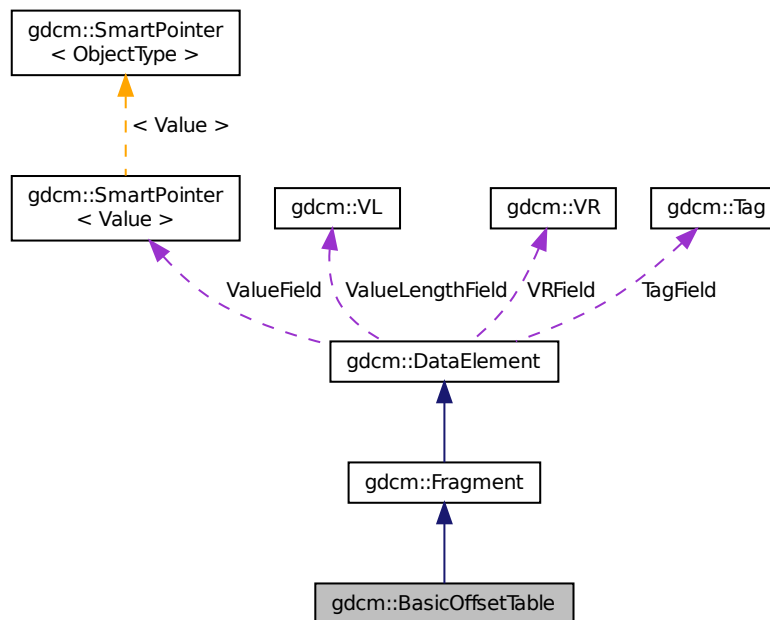 gdcm::SmartPointer
< ObjectType >
< Value >
gdcm::SmartPointer
< Value >
gdcm::VL
gdcm::VR
gdcm::Tag
ValueField
ValueLengthField
VRField
TagField
gdcm::DataElement
gdcm::Fragment
gdcm::BasicOffsetTable